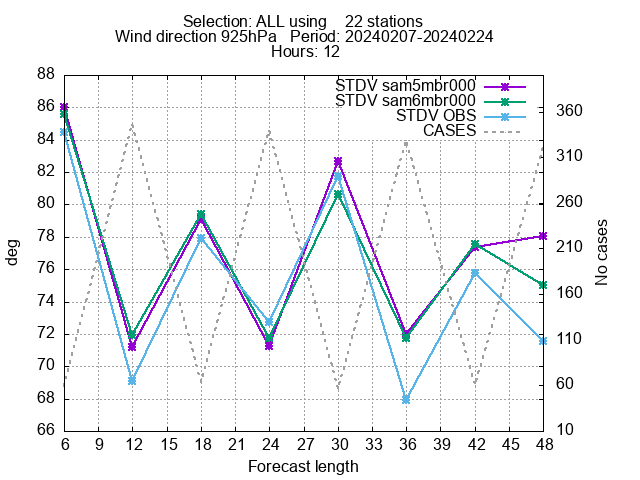 Selection: ALL using    22 stations
Wind direction 925hPa   Period: 20240207-20240224
Hours: 12
STDV sam5mbr000
STDV sam6mbr000
STDV OBS
CASES
88
86
84
82
80
78
76
74
72
70
68
66
deg
360
310
260
210
160
110
60
10
No cases
6 9 12 15 18 21 24 27 30 33 36 39 42 45 48
Forecast length